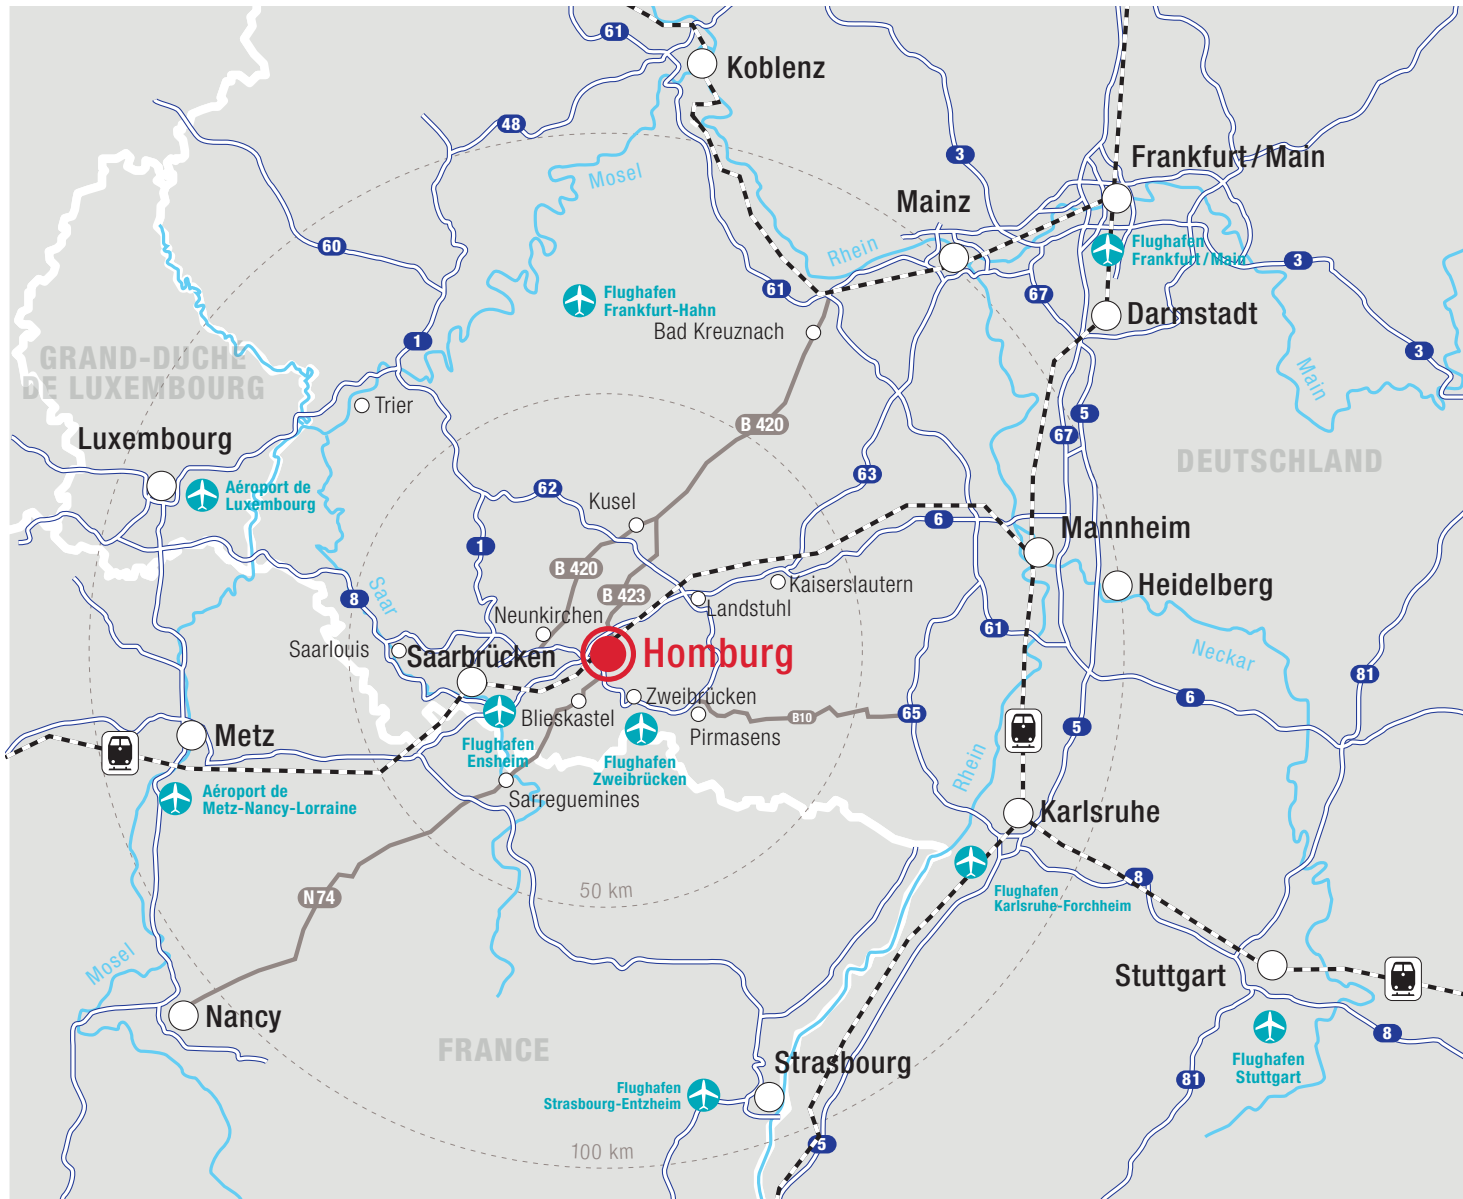 61
Koblenz
48
3
Frankfurt/Main
Mosel
Mainz
60
Rhein
Flughafen
Frankfurt/Main
3
61
67
Flughafen
Frankfurt-Hahn
Darmstadt
Bad Kreuznach
1
3
GRAND-DUCHÉ
DE LUXEMBOURG
Main
Trier
5
B 420
67
Luxembourg
DEUTSCHLAND
63
62
Aéroport de
Luxembourg
Kusel
6
Mannheim
1
B 420
Kaiserslautern
Heidelberg
Saar
8
B 423
Landstuhl
Neunkirchen
61
Saarlouis
Saarbrücken
Homburg
Neckar
81
6
Zweibrücken
Blieskastel
B10
65
5
Pirmasens
Metz
Flughafen
Ensheim
Flughafen
Zweibrücken
Rhein
Aéroport de
Metz-Nancy-Lorraine
Sarreguemines
Karlsruhe
8
50 km
N 74
Flughafen
Karlsruhe-Forchheim
Mosel
Stuttgart
Nancy
FRANCE
8
Strasbourg
Flughafen
Stuttgart
81
Flughafen
Strasbourg-Entzheim
5
100 km